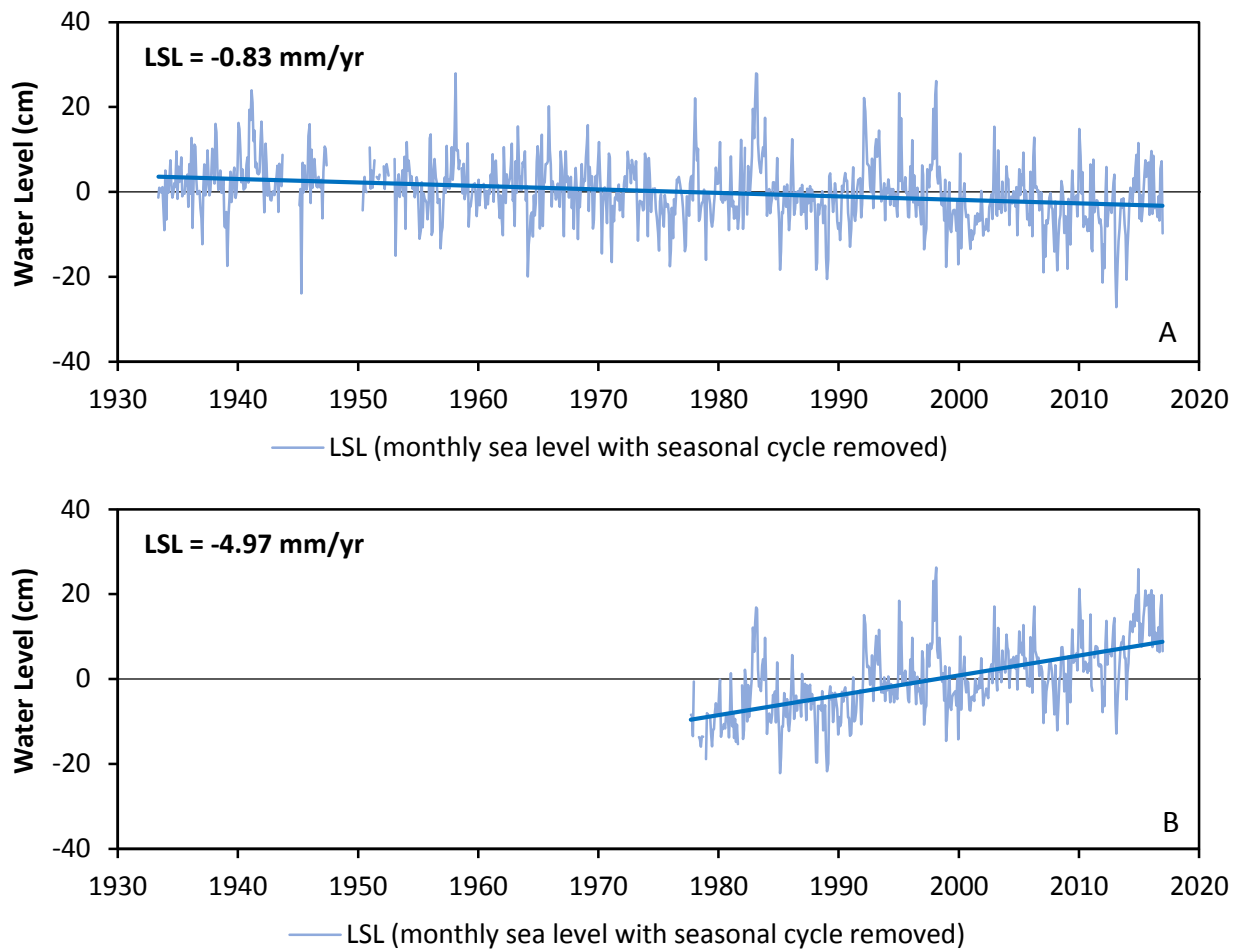 40
20
0
-20
-40
Water Level (cm)
LSL = -0.83 mm/yr
A
1930 1940 1950 1960 1970 1980 1990 2000 2010 2020
LSL (monthly sea level with seasonal cycle removed)
40
20
0
-20
-40
Water Level (cm)
LSL = -4.97 mm/yr
B
1930 1940 1950 1960 1970 1980 1990 2000 2010 2020
LSL (monthly sea level with seasonal cycle removed)